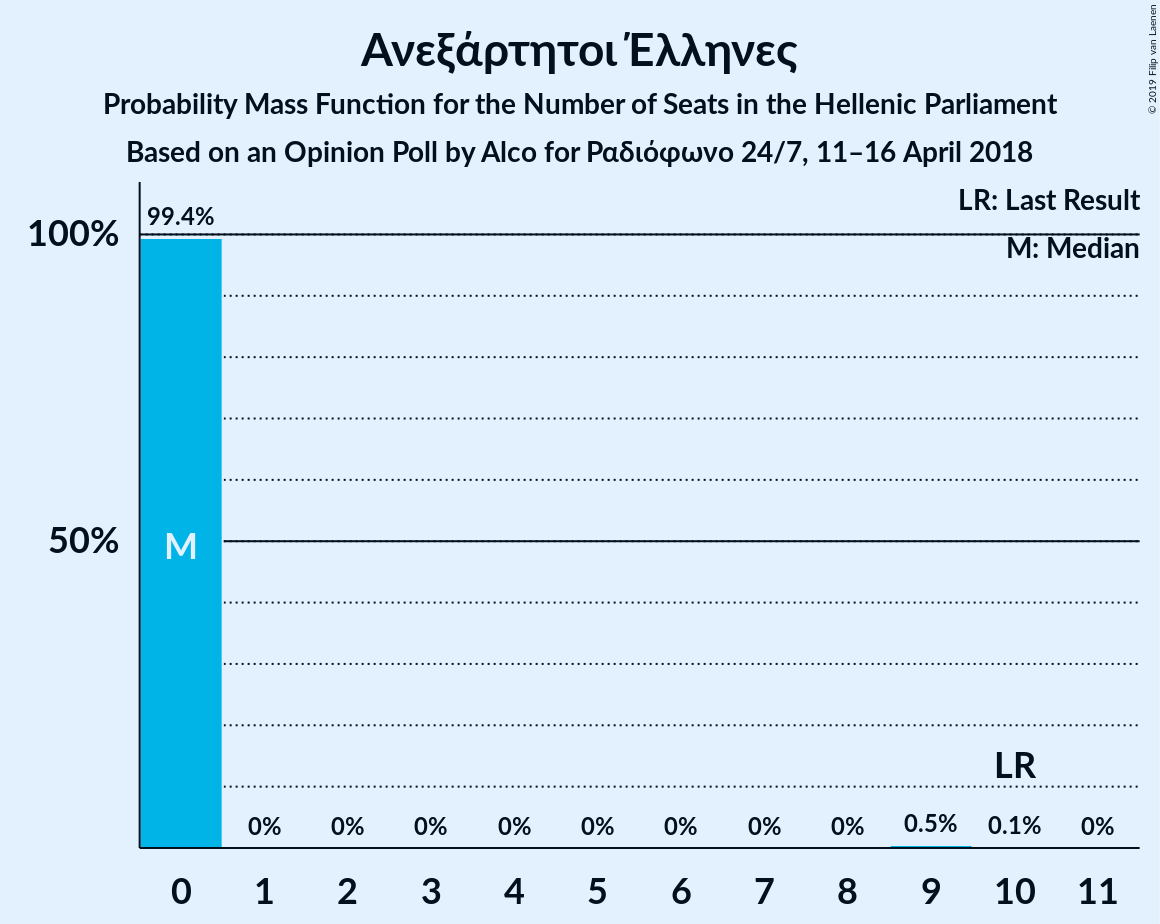 Ανεξάρτητοι Έλληνες
Probability Mass Function for the Number of Seats in the Hellenic Parliament
Based on an Opinion Poll by Alco for Ραδιόφωνο 24/7, 11–16 April 2018
© 2019 Filip van Laenen
LR: Last Result
M: Median
99.4%
100%
50%
M
LR
0% 0% 0% 0% 0% 0% 0% 0% 0.5% 0.1% 0%
0 1 2 3 4 5 6 7 8 9 10 11